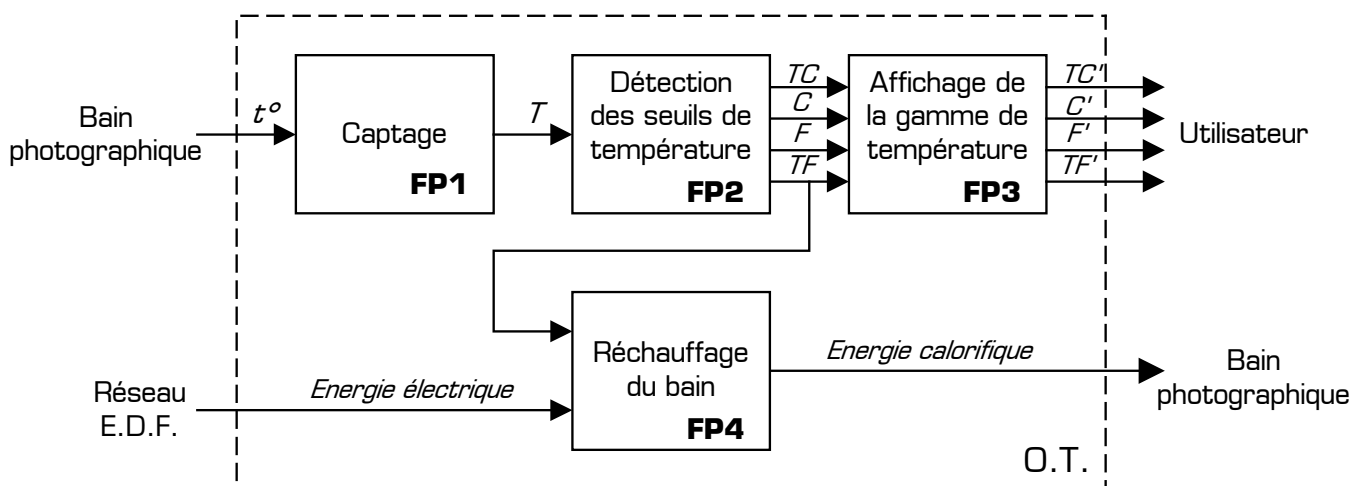 Bain
photographique
t°
Captage
FP1
T
Détection
des seuils de
température
FP2
TC
C
F
TF
Affichage de
la gamme de
température
FP3
TC'
C'
F'
TF'
Utilisateur
Réseau
E.D.F.
Energie électrique
Réchauffage
du bain
FP4
Energie calorifique
Bain
photographique
O.T.